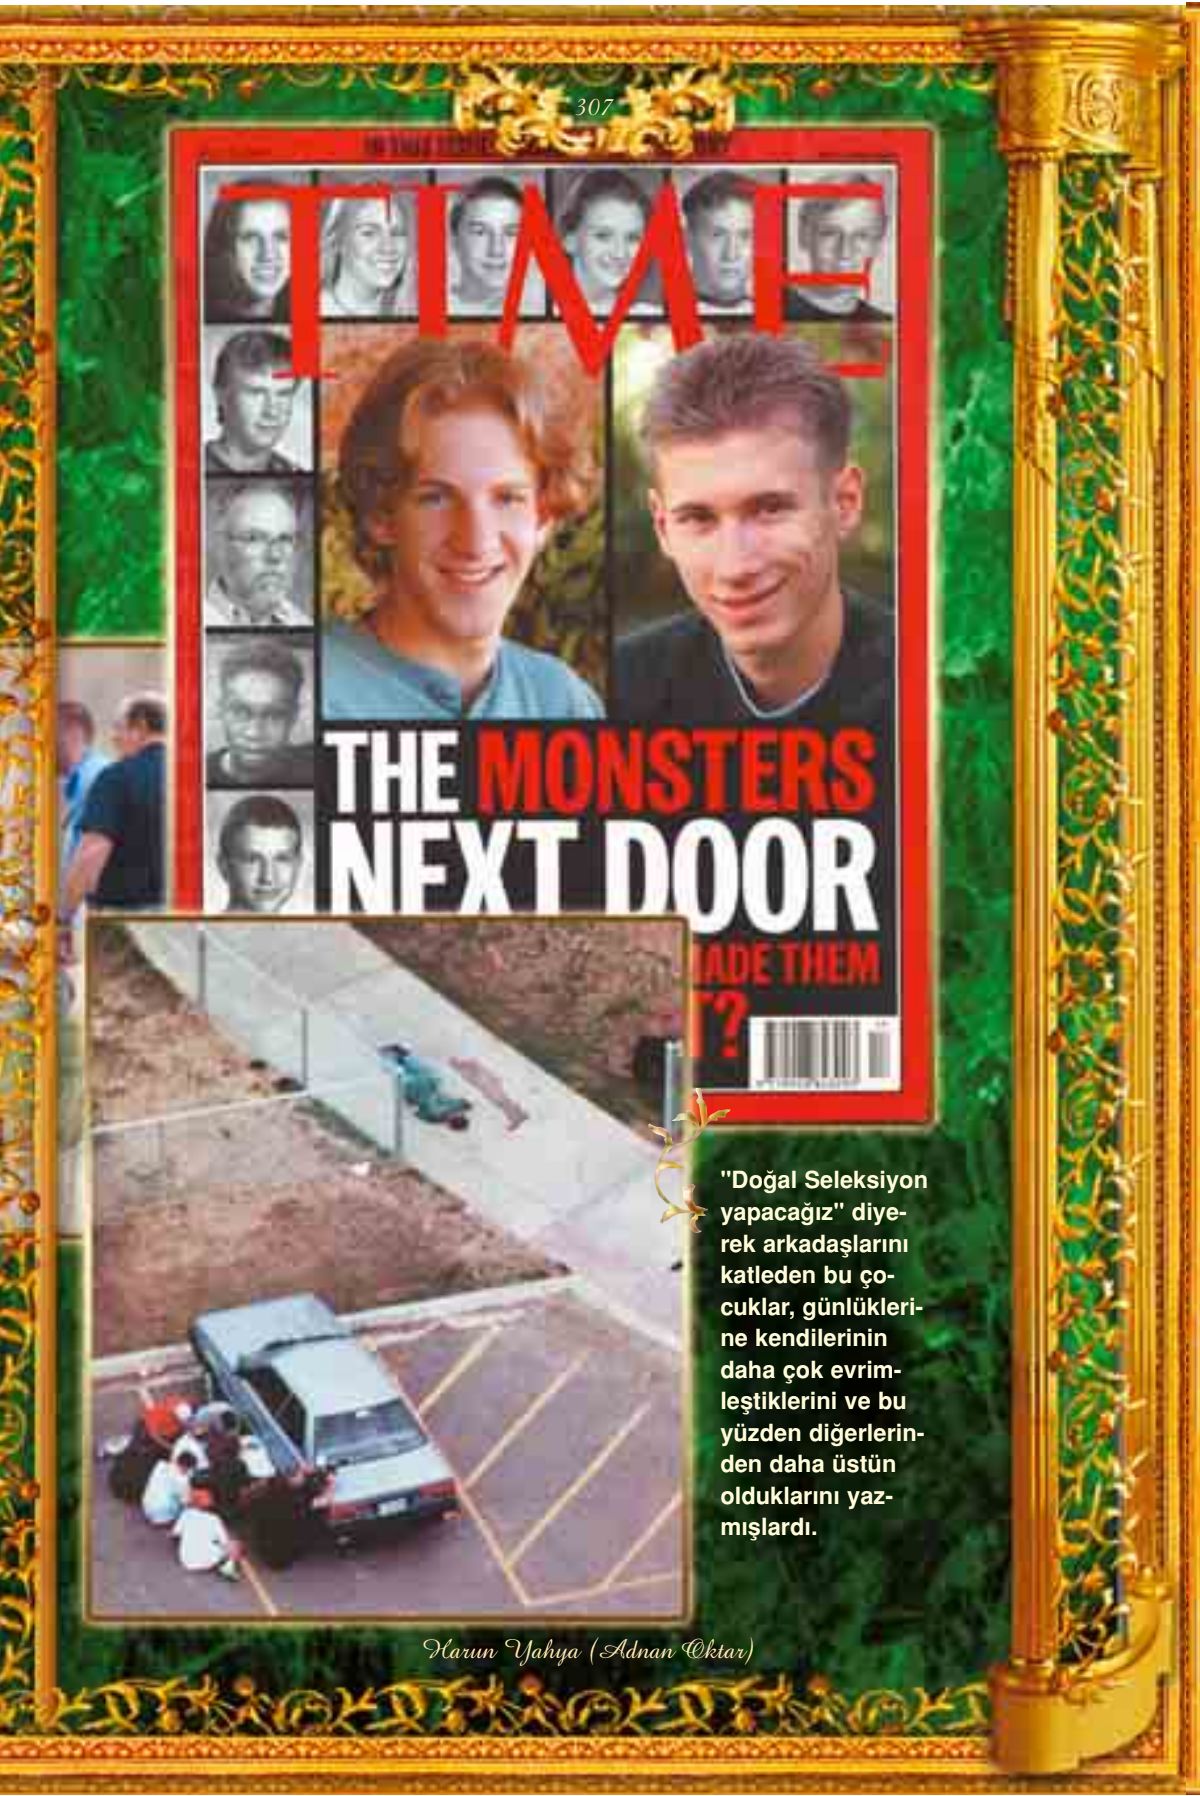 307
TIME
THE MONSTERS
NEXT DOOR
MADE THEM
T?
"Doğal Seleksiyon
yapacağız" diye-
rek arkadaşlarını
katleden bu ço-
cuklar, günlükleri-
ne kendilerinin
daha çok evrim-
leştiklerini ve bu
yüzden diğerlerin-
den daha üstün
olduklarını yaz-
mışlardı.
Harun Yahya (Adnan Oktar)